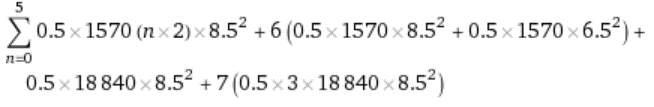 5
∑ 0.5×1570 (n×2)×8.5² + 6 (0.5×1570×8.5² + 0.5×1570×6.5²) +
n=0
0.5×18 840×8.5² + 7 (0.5×3×18 840×8.5²)